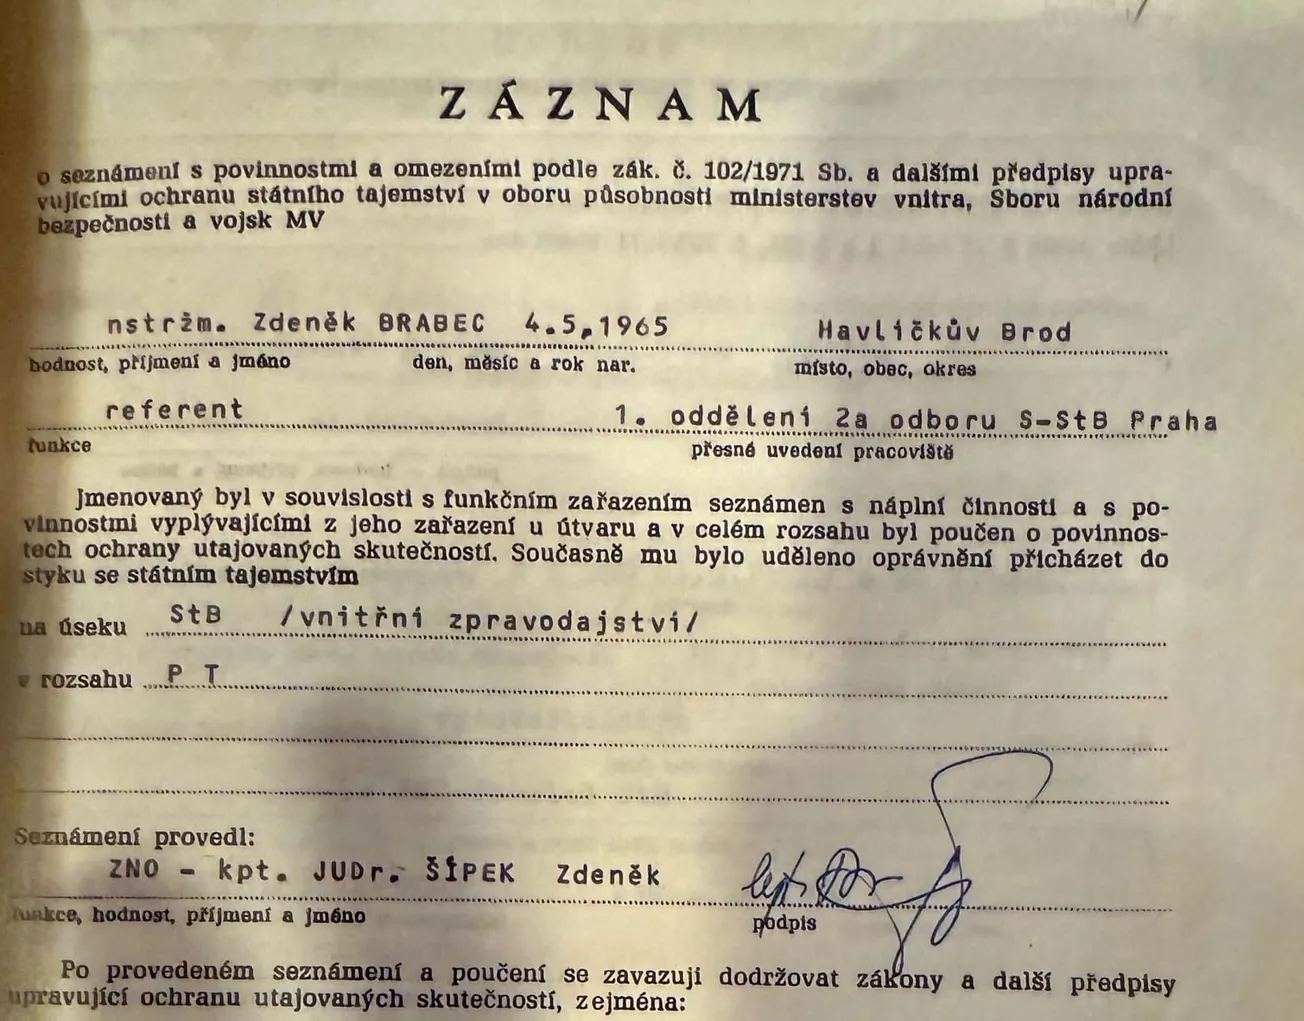 ZÁZNAM
o seznámení s povinnostmi a omezeními podle zák. č. 102/1971 Sb. a dalšími předpisy upra-
vujícími ochranu státního tajemství v oboru působnosti ministerstev vnitra, Sboru národní
bezpečnosti a vojsk MV
nstržm. Zdeněk BRABEC 4.5,1965 Havlíčkův Brod
hodnost, příjmení a jméno den, měsíc a rok nar. místo, obec, okres
referent 1. oddělení 2a odboru S-StB Praha
funkce přesné uvedení pracoviště
Jmenovaný byl v souvislosti s funkčním zařazením seznámen s náplní činnosti a s po-
vinnostmi vyplývajícími z jeho zařazení u útvaru a v celém rozsahu byl poučen o povinnos-
tech ochrany utajovaných skutečností. Současně mu bylo uděleno oprávnění přicházet do
styku se státním tajemstvím
na úseku StB /vnitřní zpravodajství/
v rozsahu P T
Seznámení provedl:
ZNO - kpt. JUDr. ŠÍPEK Zdeněk
funkce, hodnost, příjmení a jméno podpis
Po provedeném seznámení a poučení se zavazuji dodržovat zákony a další předpisy
upravující ochranu utajovaných skutečností, zejména: